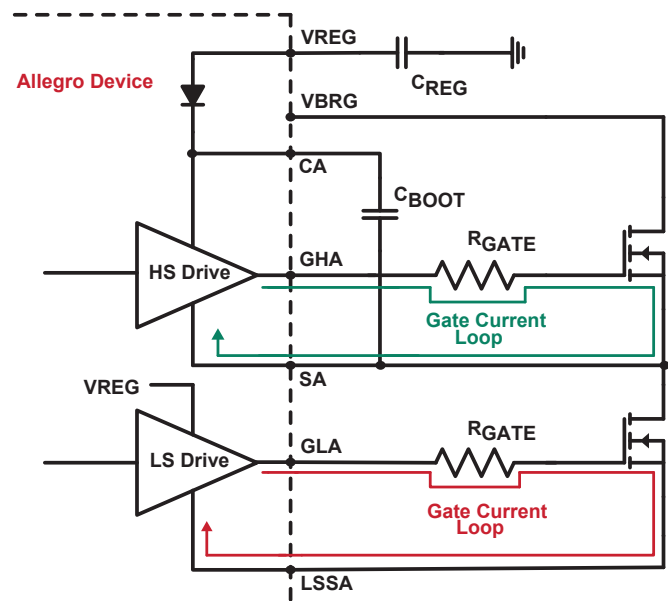 VREG
Allegro Device
CREG
VBRG
CA
CBOOT
RGATE
HS Drive
GHA
Gate Current
Loop
SA
VREG
RGATE
GLA
LS Drive
Gate Current
Loop
LSSA